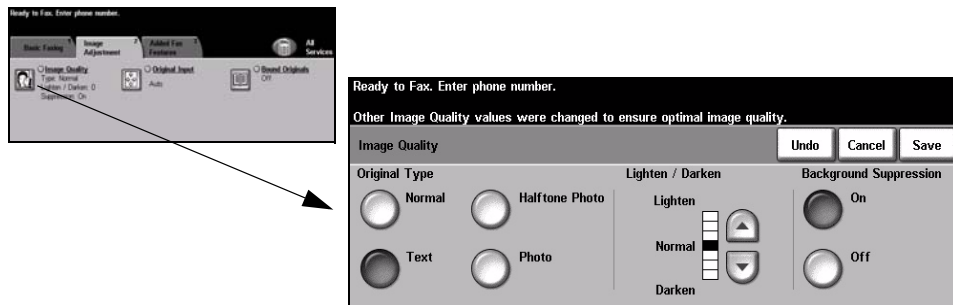 Ready to Fax. Enter phone number.
Basic Faxing
Image Adjustment 2
Added Fax Features
All Services
Image Quality
Type: Normal
Lighten / Darken: 0
Suppression: On
Original Input
Auto
Bound Originals
Off
Ready to Fax. Enter phone number.
Other Image Quality values were changed to ensure optimal image quality.
Image Quality
Undo
Cancel
Save
Original Type
Lighten / Darken
Background Suppression
Normal
Halftone Photo
Lighten
On
Text
Photo
Normal
Off
Darken